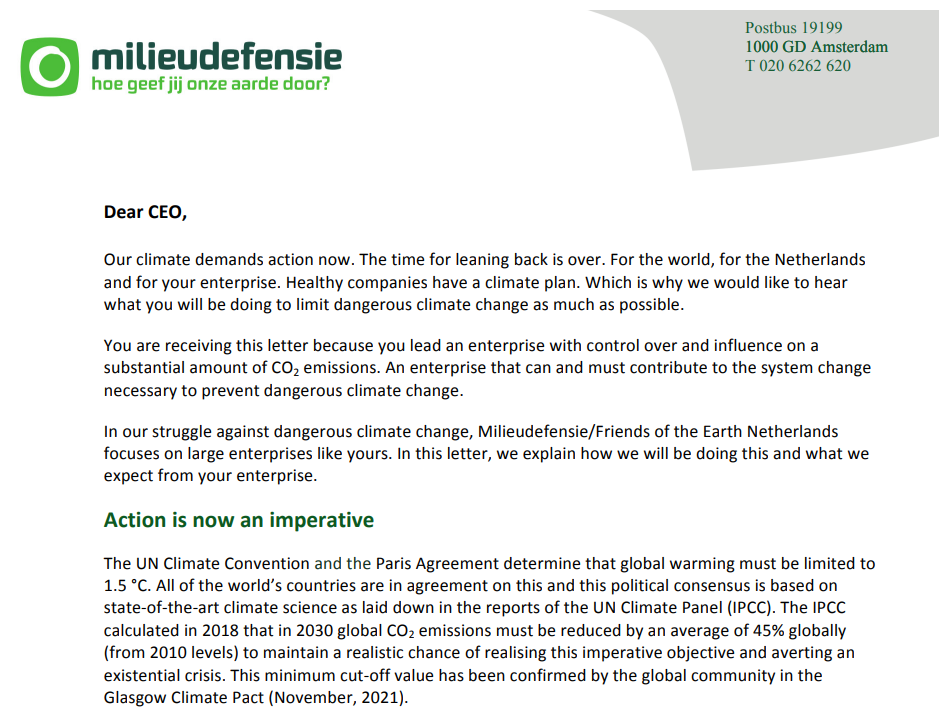 milieudefensie
hoe geef jij onze aarde door?
Postbus 19199
1000 GD Amsterdam
T 020 6262 620
Dear CEO,
Our climate demands action now. The time for leaning back is over. For the world, for the Netherlands
and for your enterprise. Healthy companies have a climate plan. Which is why we would like to hear
what you will be doing to limit dangerous climate change as much as possible.
You are receiving this letter because you lead an enterprise with control over and influence on a
substantial amount of CO₂ emissions. An enterprise that can and must contribute to the system change
necessary to prevent dangerous climate change.
In our struggle against dangerous climate change, Milieudefensie/Friends of the Earth Netherlands
focuses on large enterprises like yours. In this letter, we explain how we will be doing this and what we
expect from your enterprise.
Action is now an imperative
The UN Climate Convention and the Paris Agreement determine that global warming must be limited to
1.5 °C. All of the world’s countries are in agreement on this and this political consensus is based on
state-of-the-art climate science as laid down in the reports of the UN Climate Panel (IPCC). The IPCC
calculated in 2018 that in 2030 global CO₂ emissions must be reduced by an average of 45% globally
(from 2010 levels) to maintain a realistic chance of realising this imperative objective and averting an
existential crisis. This minimum cut-off value has been confirmed by the global community in the
Glasgow Climate Pact (November, 2021).